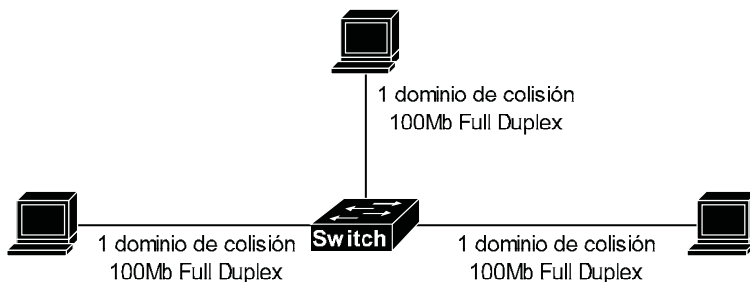 1 dominio de colisión
100Mb Full Duplex
Switch
1 dominio de colisión
100Mb Full Duplex
1 dominio de colisión
100Mb Full Duplex